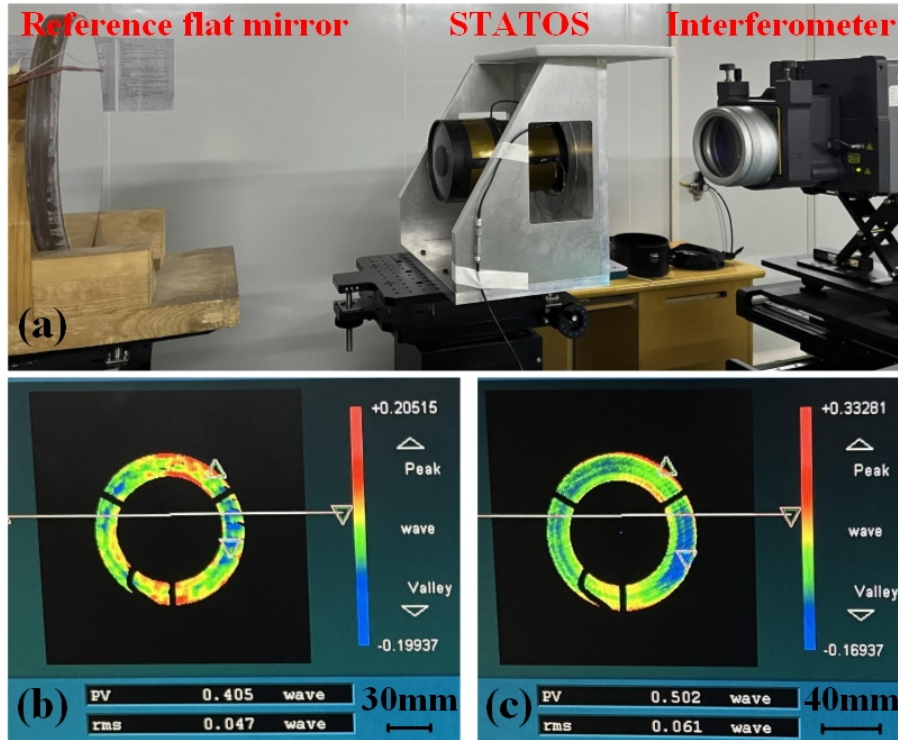 Reference flat mirror STATOS Interferometer
(a)
+0.20515
Peak
wave
Valley
-0.19937
PV 0.405 wave
rms 0.047 wave
(b)
30mm
+0.33281
Peak
wave
Valley
-0.16937
PV 0.502 wave
rms 0.061 wave
(c)
40mm